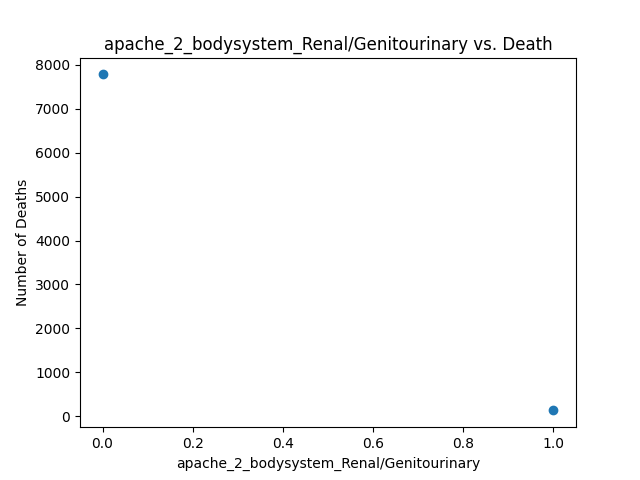 apache_2_bodysystem_Renal/Genitourinary vs. Death
8000
7000
6000
5000
4000
3000
2000
1000
0
Number of Deaths
0.0 0.2 0.4 0.6 0.8 1.0
apache_2_bodysystem_Renal/Genitourinary